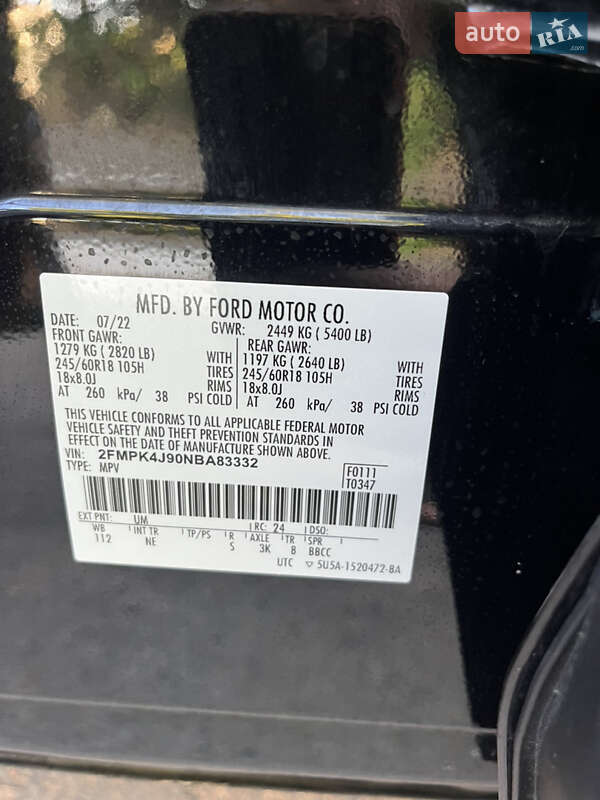 auto RIA .com
MFD. BY FORD MOTOR CO.
DATE: 07/22 GVWR: 2449 KG ( 5400 LB)
FRONT GAWR: REAR GAWR:
1279 KG ( 2820 LB) WITH 1197 KG ( 2640 LB) WITH
245/60R18 105H TIRES 245/60R18 105H TIRES
18x8.0J RIMS 18x8.0J RIMS
AT 260 kPa/ 38 PSI COLD AT 260 kPa/ 38 PSI COLD
THIS VEHICLE CONFORMS TO ALL APPLICABLE FEDERAL MOTOR
VEHICLE SAFETY AND THEFT PREVENTION STANDARDS IN
EFFECT ON THE DATE OF MANUFACTURE SHOWN ABOVE.
VIN: 2FMPK4J90NBA83332 F0111
TYPE: MPV T0347
EXT PNT: UM RC: 24 DSO:
WB INT TR TP/PS R AXLE TR SPR
112 NE S 3K B BBCC
UTC ▽ 5U5A-1520472-BA